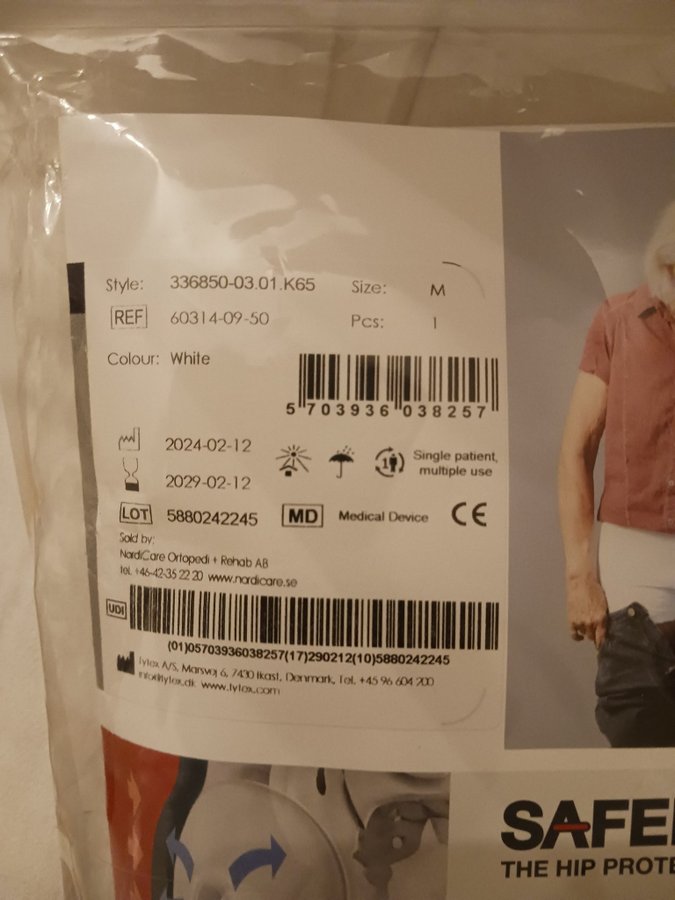 Style: 336850-03.01.K65 Size: M
REF 60314-09-50 Pcs: 1
Colour: White
5 703936 038257
2024-02-12
2029-02-12
1
Single patient,
multiple use
LOT 5880242245 MD Medical Device CE
Sold by:
NordiCare Ortopedi + Rehab AB
tel. +46-42-35 22 20 www.nordicare.se
UDI
(01)05703936038257(17)290212(10)5880242245
Tytex A/S, Marsvej 6, 7430 Ikast, Denmark, Tel. +45 96 604 200
info@tytex.dk www.tytex.com
SAFE
THE HIP PROTE